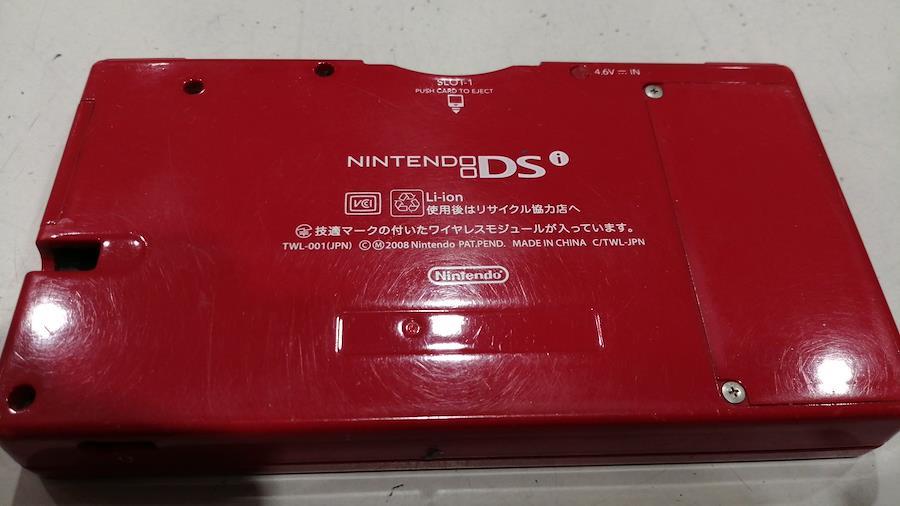 SLOT-1
PUSH CARD TO EJECT
4.6V ⎓ IN
NINTENDO DSi
VCI
Li-ion
使用後はリサイクル協力店へ
技適マークの付いたワイヤレスモジュールが入っています。
TWL-001(JPN) ©Ⓜ2008 Nintendo PAT.PEND. MADE IN CHINA C/TWL-JPN
Nintendo